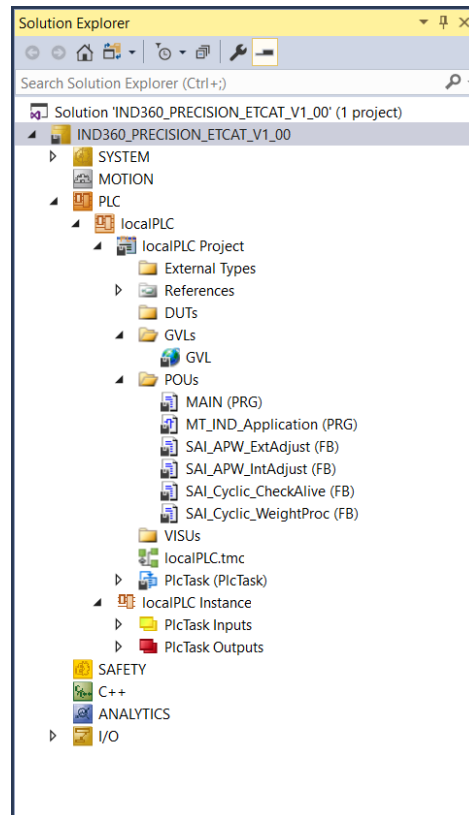 Solution Explorer
Search Solution Explorer (Ctrl+;)
Solution 'IND360_PRECISION_ETCAT_V1_00' (1 project)
IND360_PRECISION_ETCAT_V1_00
SYSTEM
MOTION
PLC
localPLC
localPLC Project
External Types
References
DUTs
GVLs
GVL
POUs
MAIN (PRG)
MT_IND_Application (PRG)
SAI_APW_ExtAdjust (FB)
SAI_APW_IntAdjust (FB)
SAI_Cyclic_CheckAlive (FB)
SAI_Cyclic_WeightProc (FB)
VISUs
localPLC.tmc
PlcTask (PlcTask)
localPLC Instance
PlcTask Inputs
PlcTask Outputs
SAFETY
C++
ANALYTICS
I/O